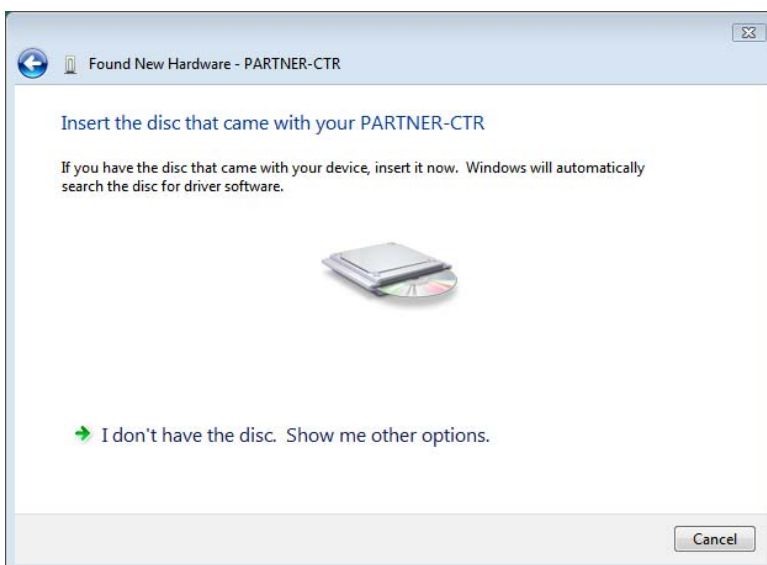 Found New Hardware - PARTNER-CTR
Insert the disc that came with your PARTNER-CTR
If you have the disc that came with your device, insert it now.  Windows will automatically
search the disc for driver software.
I don't have the disc.  Show me other options.
Cancel